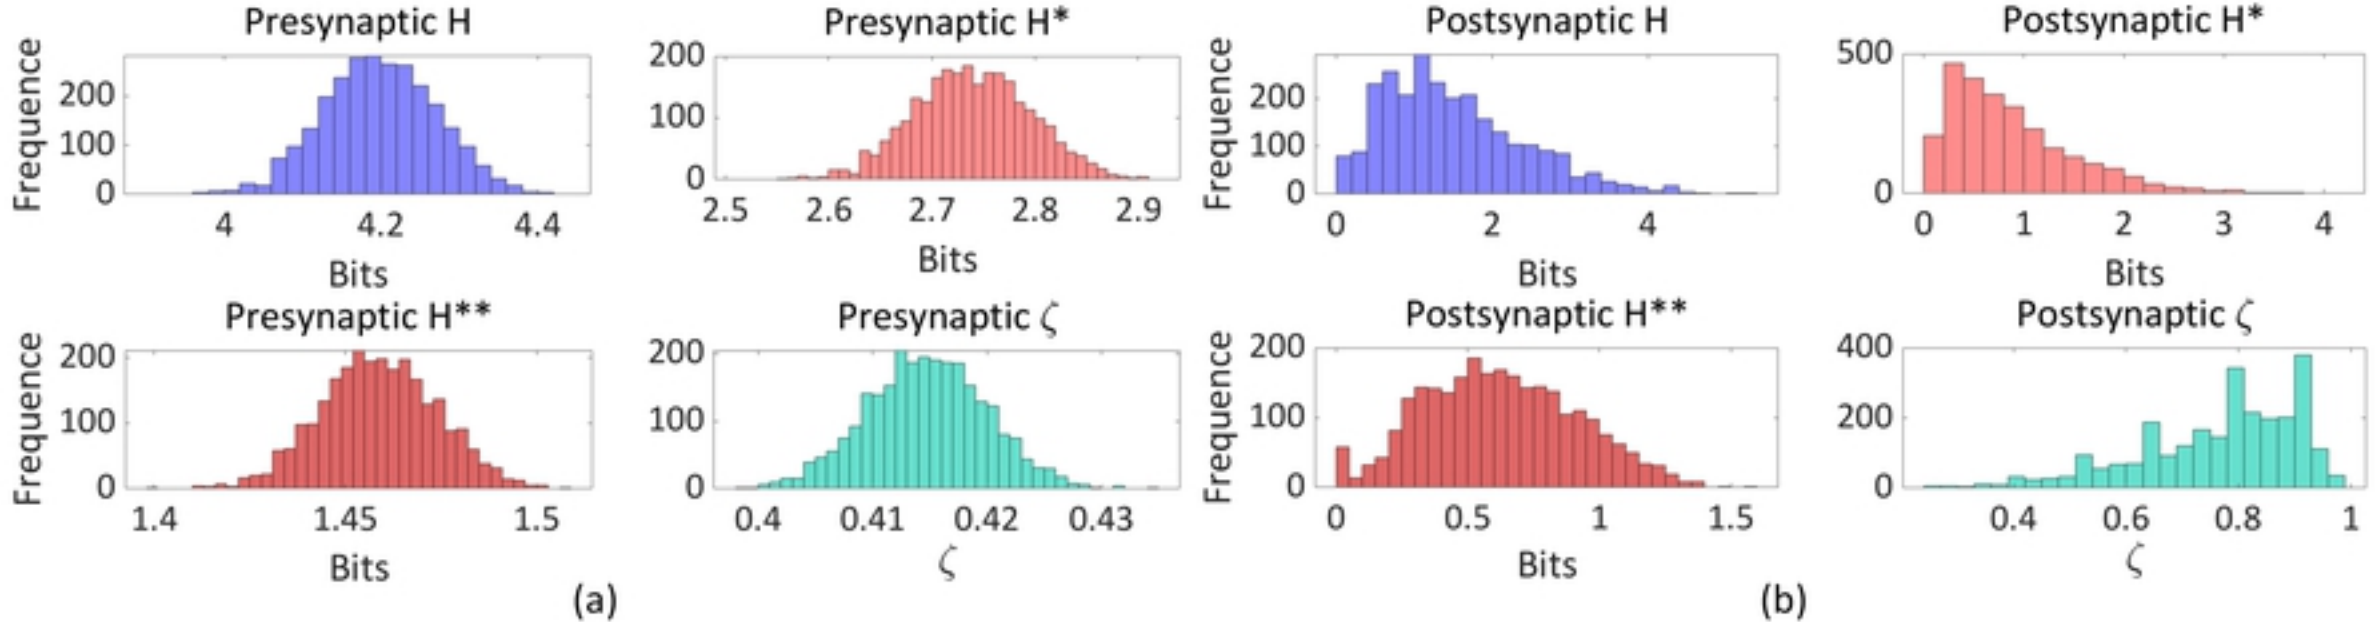 Presynaptic H
Frequence
200
100
0
4
4.2
4.4
Bits
Presynaptic H*
200
100
0
2.5
2.6
2.7
2.8
2.9
Bits
Presynaptic H**
Frequence
200
100
0
1.4
1.45
1.5
Bits
Presynaptic ζ
200
100
0
0.4
0.41
0.42
0.43
ζ
(a)
Postsynaptic H
Frequence
200
100
0
0
2
4
Bits
Postsynaptic H*
500
0
0
1
2
3
4
Bits
Postsynaptic H**
Frequence
200
100
0
0
0.5
1
1.5
Bits
Postsynaptic ζ
400
200
0
0.4
0.6
0.8
1
ζ
(b)